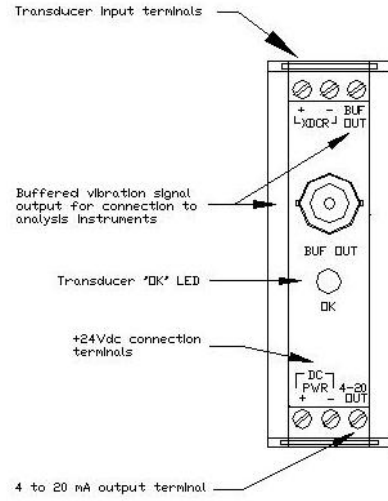 Transducer Input terminals
+ - BUF
XDCR OUT
Buffered vibration signal
output for connection to
analysis instruments
BUF OUT
Transducer "OK" LED
OK
+24Vdc connection
terminals
DC
PWR 4-20
+ - OUT
4 to 20 mA output terminal